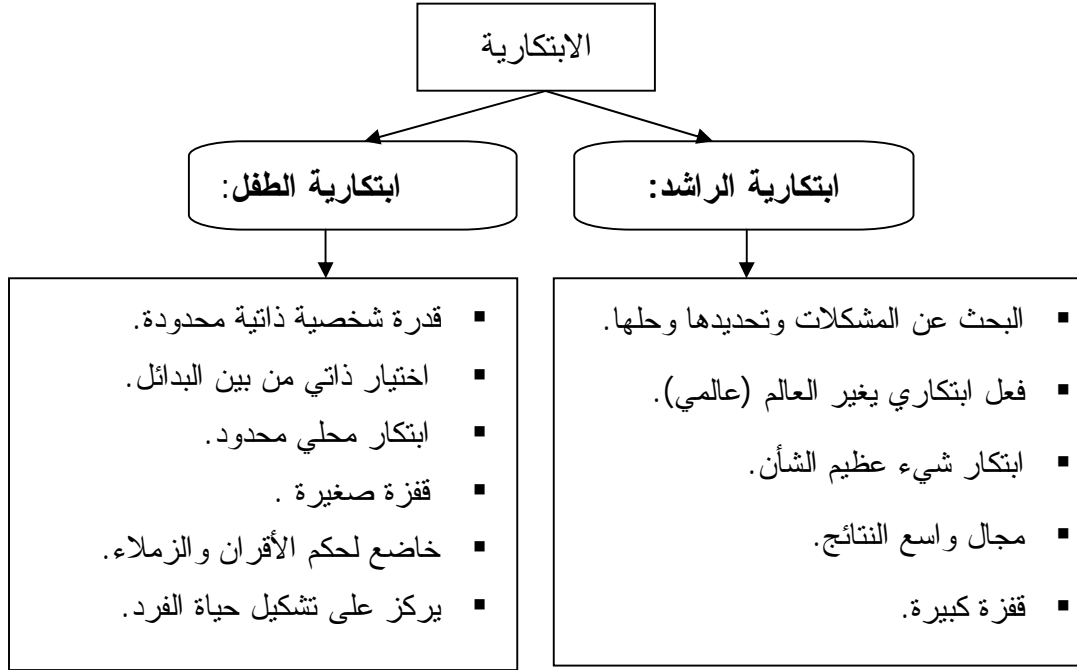 الابتكارية
ابتكارية الراشد:
ابتكارية الطفل:
▪ البحث عن المشكلات وتحديدها وحلها.
▪ فعل ابتكاري يغير العالم (عالمي).
▪ ابتكار شيء عظيم الشأن.
▪ مجال واسع النتائج.
▪ قفزة كبيرة.
▪ قدرة شخصية ذاتية محدودة.
▪ اختيار ذاتي من بين البدائل.
▪ ابتكار محلي محدود.
▪ قفزة صغيرة .
▪ خاضع لحكم الأقران والزملاء.
▪ يركز على تشكيل حياة الفرد.